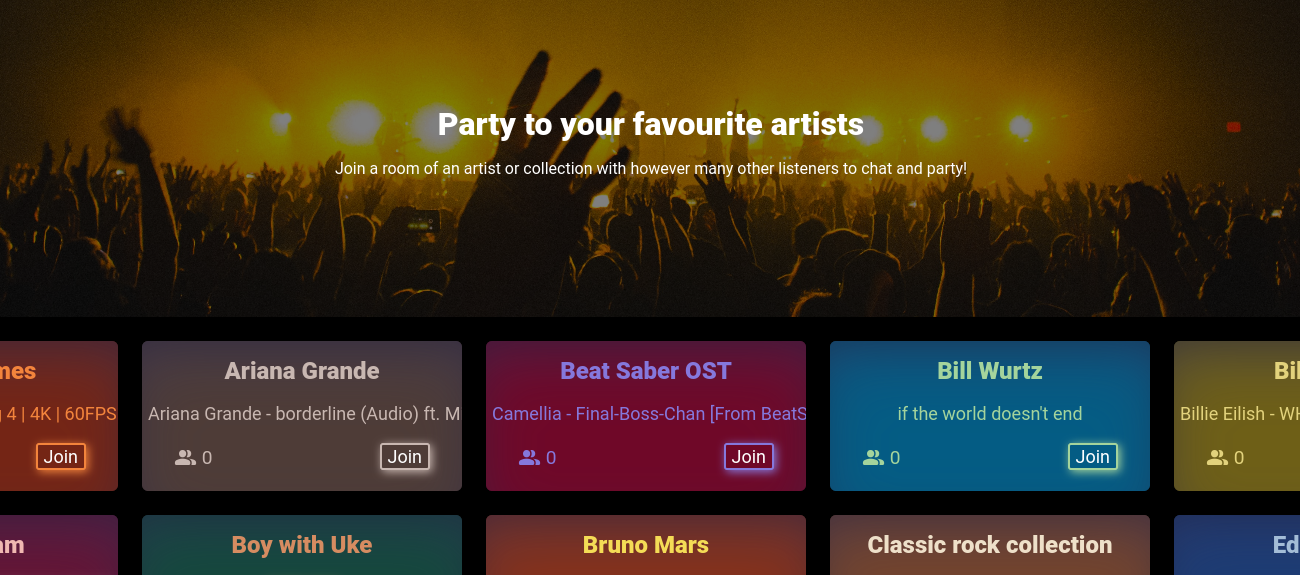 Party to your favourite artists
Join a room of an artist or collection with however many other listeners to chat and party!
Ariana Grande
Beat Saber OST
Bill Wurtz
4 | 4K | 60FPS
Ariana Grande - borderline (Audio) ft. M
Camellia - Final-Boss-Chan [From BeatS
if the world doesn't end
Billie Eilish - WH
Join
0
Join
0
Join
0
Join
0
Boy with Uke
Bruno Mars
Classic rock collection
Ed